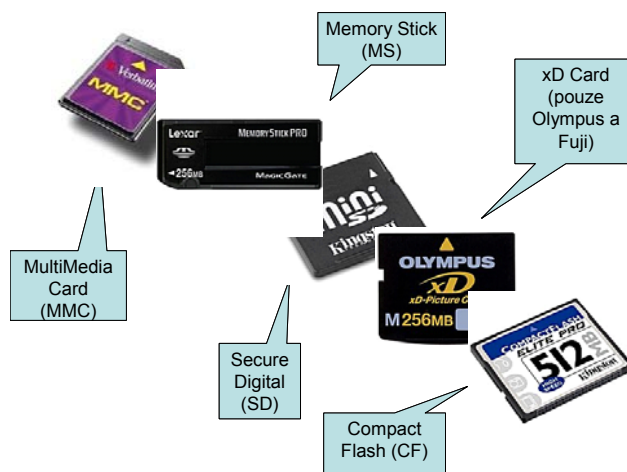 Memory Stick
(MS)
xD Card
(pouze
Olympus a
Fuji)
Verbatim
MMC
Lexar MEMORY STICK PRO
256MB MAGICGATE
mini
SD
Kingston
OLYMPUS
xD
xD-Picture
M 256MB
COMPACTFLASH
ELITE PRO
512 MB
HIGH
SPEED
Kingston
MultiMedia
Card
(MMC)
Secure
Digital
(SD)
Compact
Flash (CF)